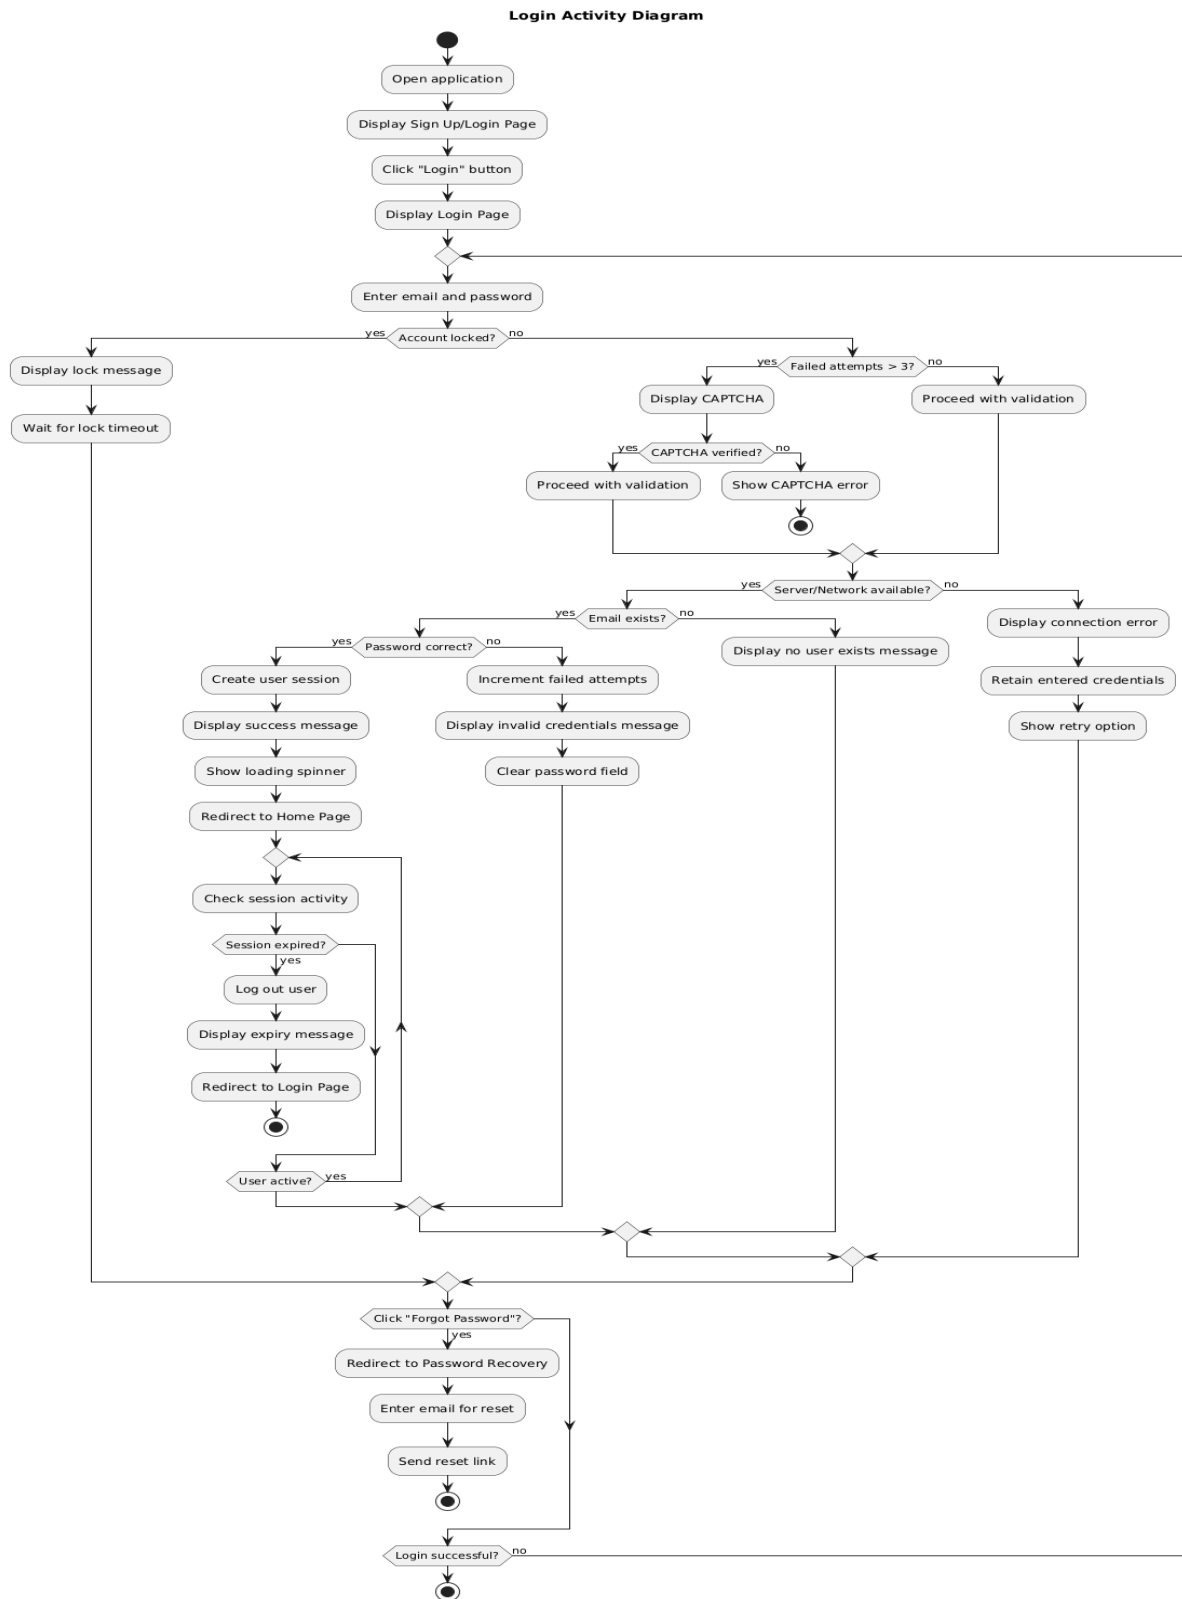 Login Activity Diagram
Open application
Display Sign Up/Login Page
Click "Login" button
Display Login Page
Enter email and password
yes
Account locked?
no
Display lock message
Wait for lock timeout
yes
Failed attempts > 3?
no
Display CAPTCHA
Proceed with validation
yes
CAPTCHA verified?
no
Proceed with validation
Show CAPTCHA error
yes
Server/Network available?
no
yes
Email exists?
no
Display connection error
yes
Password correct?
no
Display no user exists message
Create user session
Increment failed attempts
Retain entered credentials
Display success message
Display invalid credentials message
Show retry option
Show loading spinner
Clear password field
Redirect to Home Page
Check session activity
Session expired?
yes
Log out user
Display expiry message
Redirect to Login Page
User active?
yes
Click "Forgot Password"?
yes
Redirect to Password Recovery
Enter email for reset
Send reset link
Login successful?
no